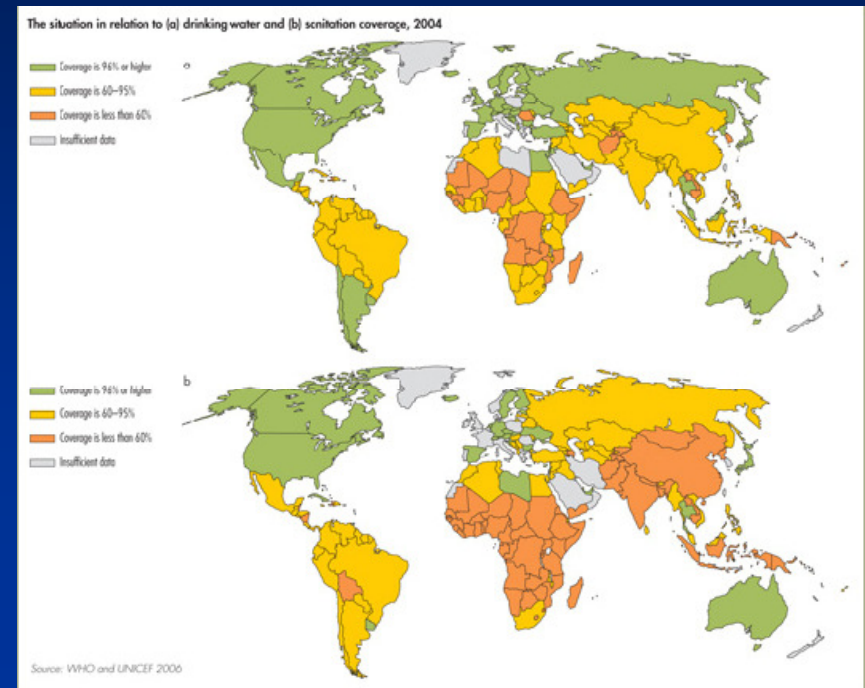 The situation in relation to (a) drinking water and (b) scnitation coverage, 2004
a
Coverage is 96% or higher
Coverage is 60–95%
Coverage is less than 60%
Insufficient data
b
Coverage is 96% or higher
Coverage is 60–95%
Coverage is less than 60%
Insufficient data
Source: WHO and UNICEF 2006